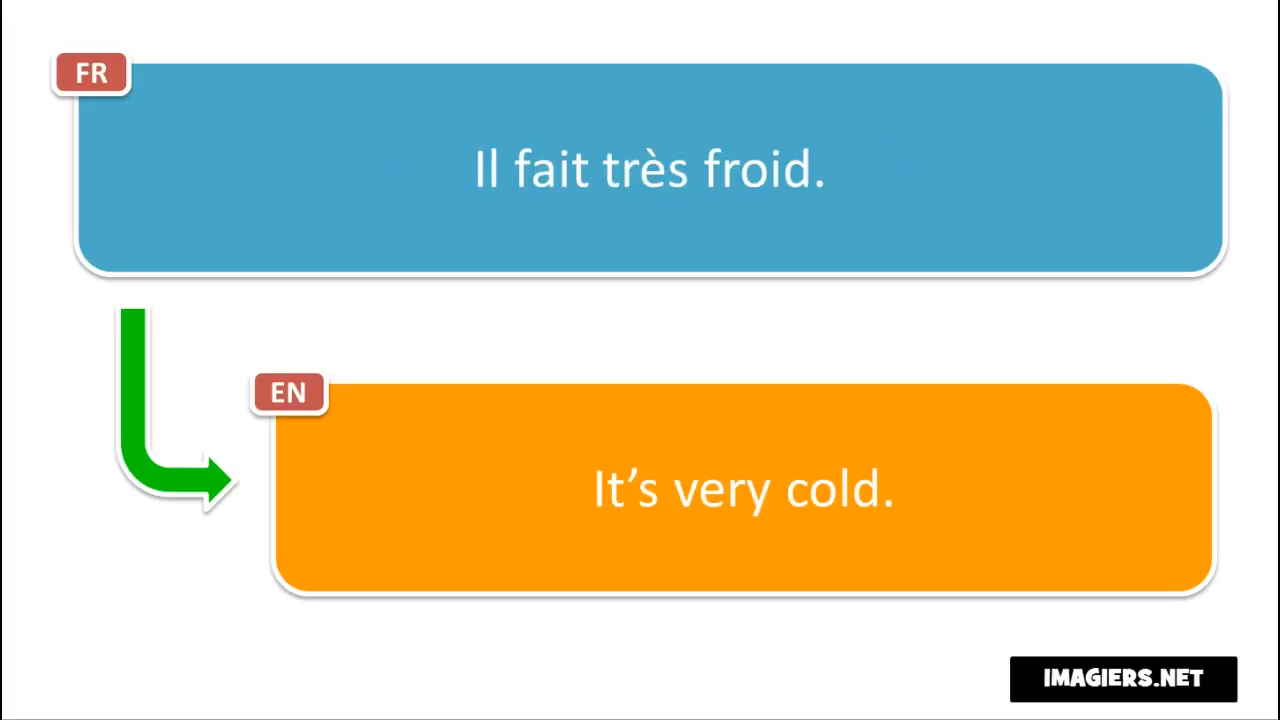 FR
Il fait très froid.
EN
It’s very cold.
IMAGIERS.NET